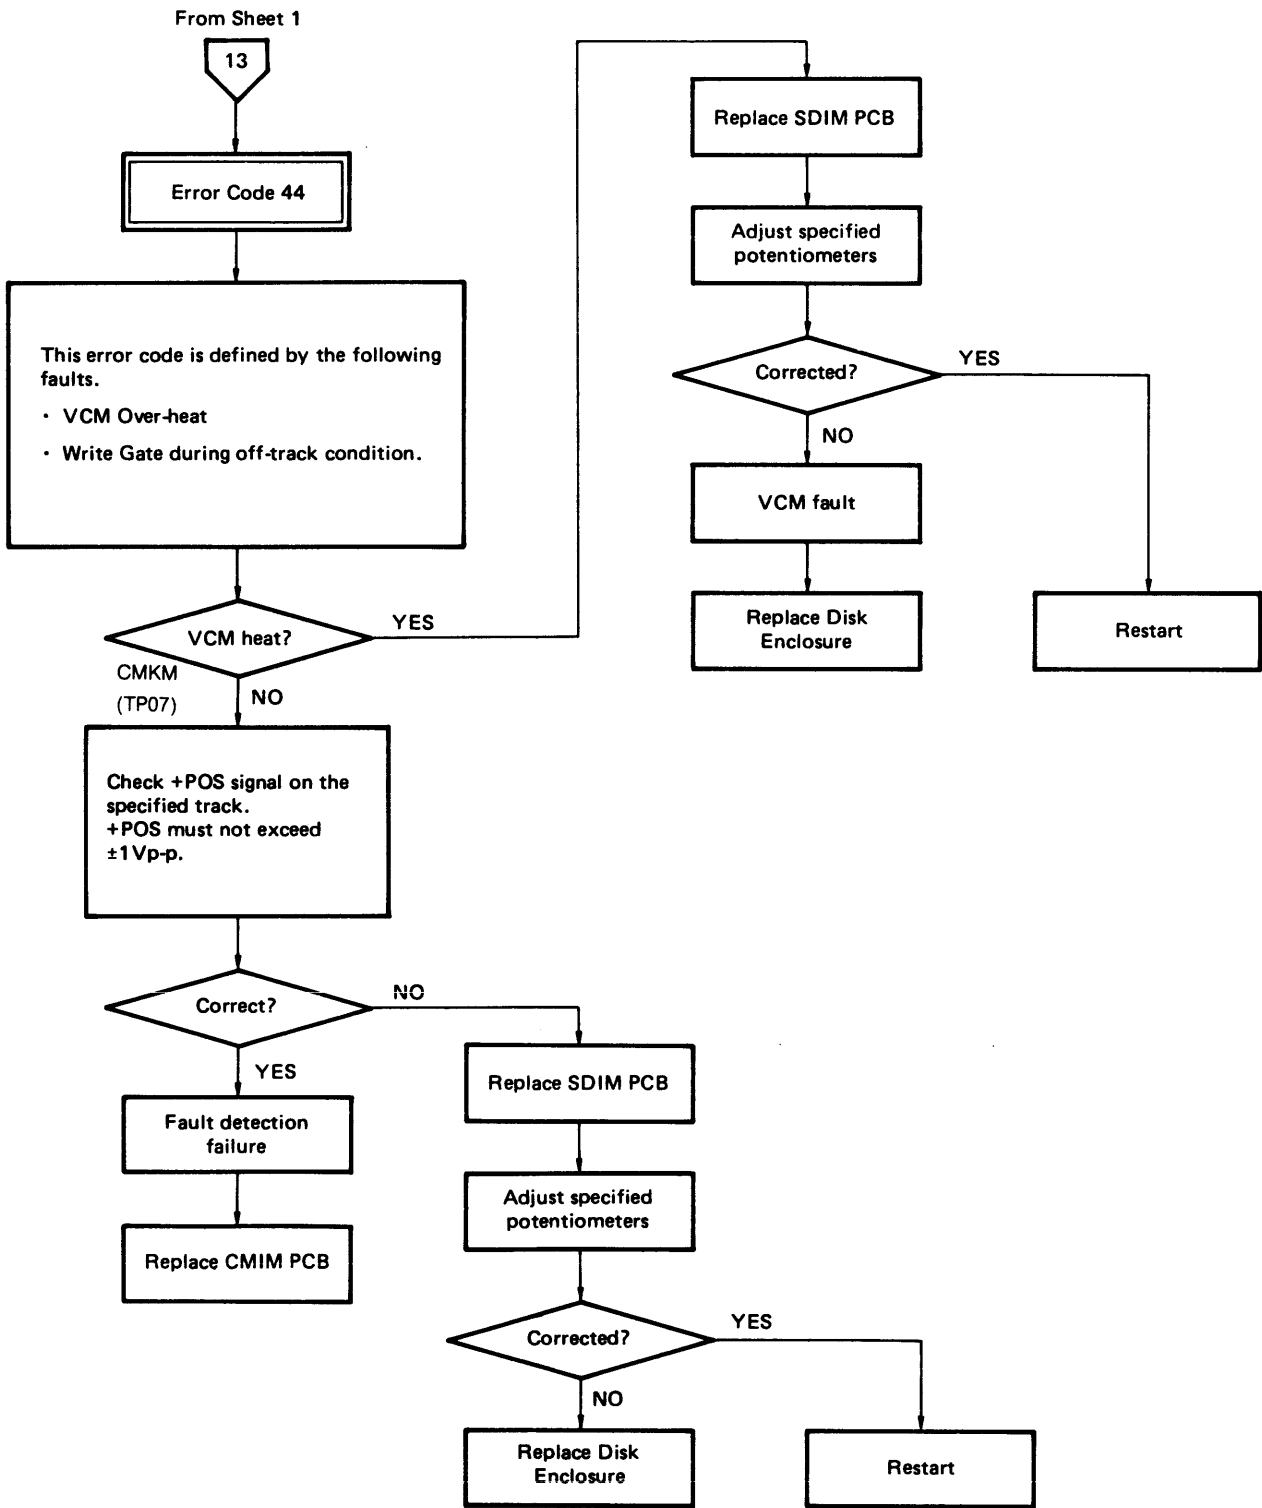 From Sheet 1
13
Error Code 44
This error code is defined by the following
faults.
· VCM Over-heat
· Write Gate during off-track condition.
VCM heat?
YES
CMKM
(TP07)
NO
Check +POS signal on the
specified track.
+POS must not exceed
±1Vp-p.
Correct?
NO
YES
Fault detection
failure
Replace CMIM PCB
Replace SDIM PCB
Adjust specified
potentiometers
Corrected?
YES
NO
Replace Disk
Enclosure
Restart
Replace SDIM PCB
Adjust specified
potentiometers
Corrected?
YES
NO
VCM fault
Replace Disk
Enclosure
Restart